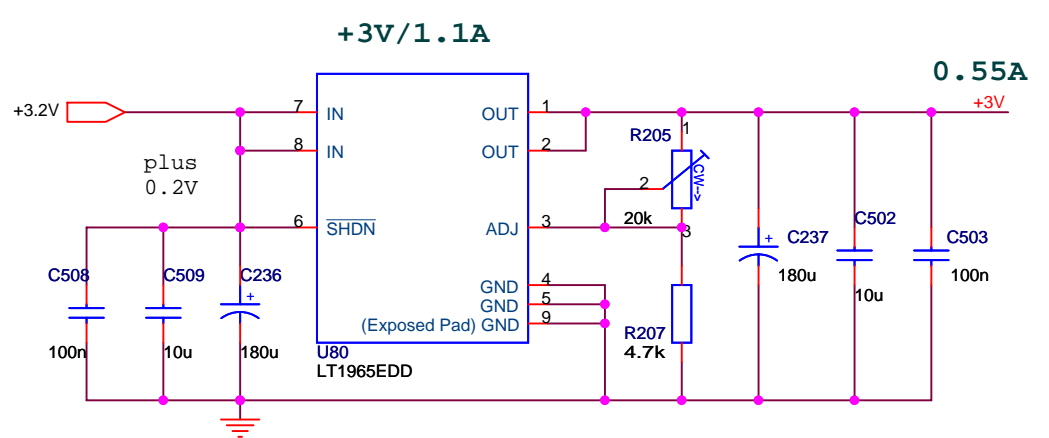 +3V/1.1A
0.55A
+3.2V
+3V
7 IN OUT 1
8 IN OUT 2
plus
0.2V
R205
1
2
CW->
20k
3
6 SHDN ADJ 3
C508
C509
C236
+
100n
10u
180u
GND 4
GND 5
(Exposed Pad) GND 9
U80
LT1965EDD
R207
4.7k
+
C237
180u
C502
10u
C503
100n